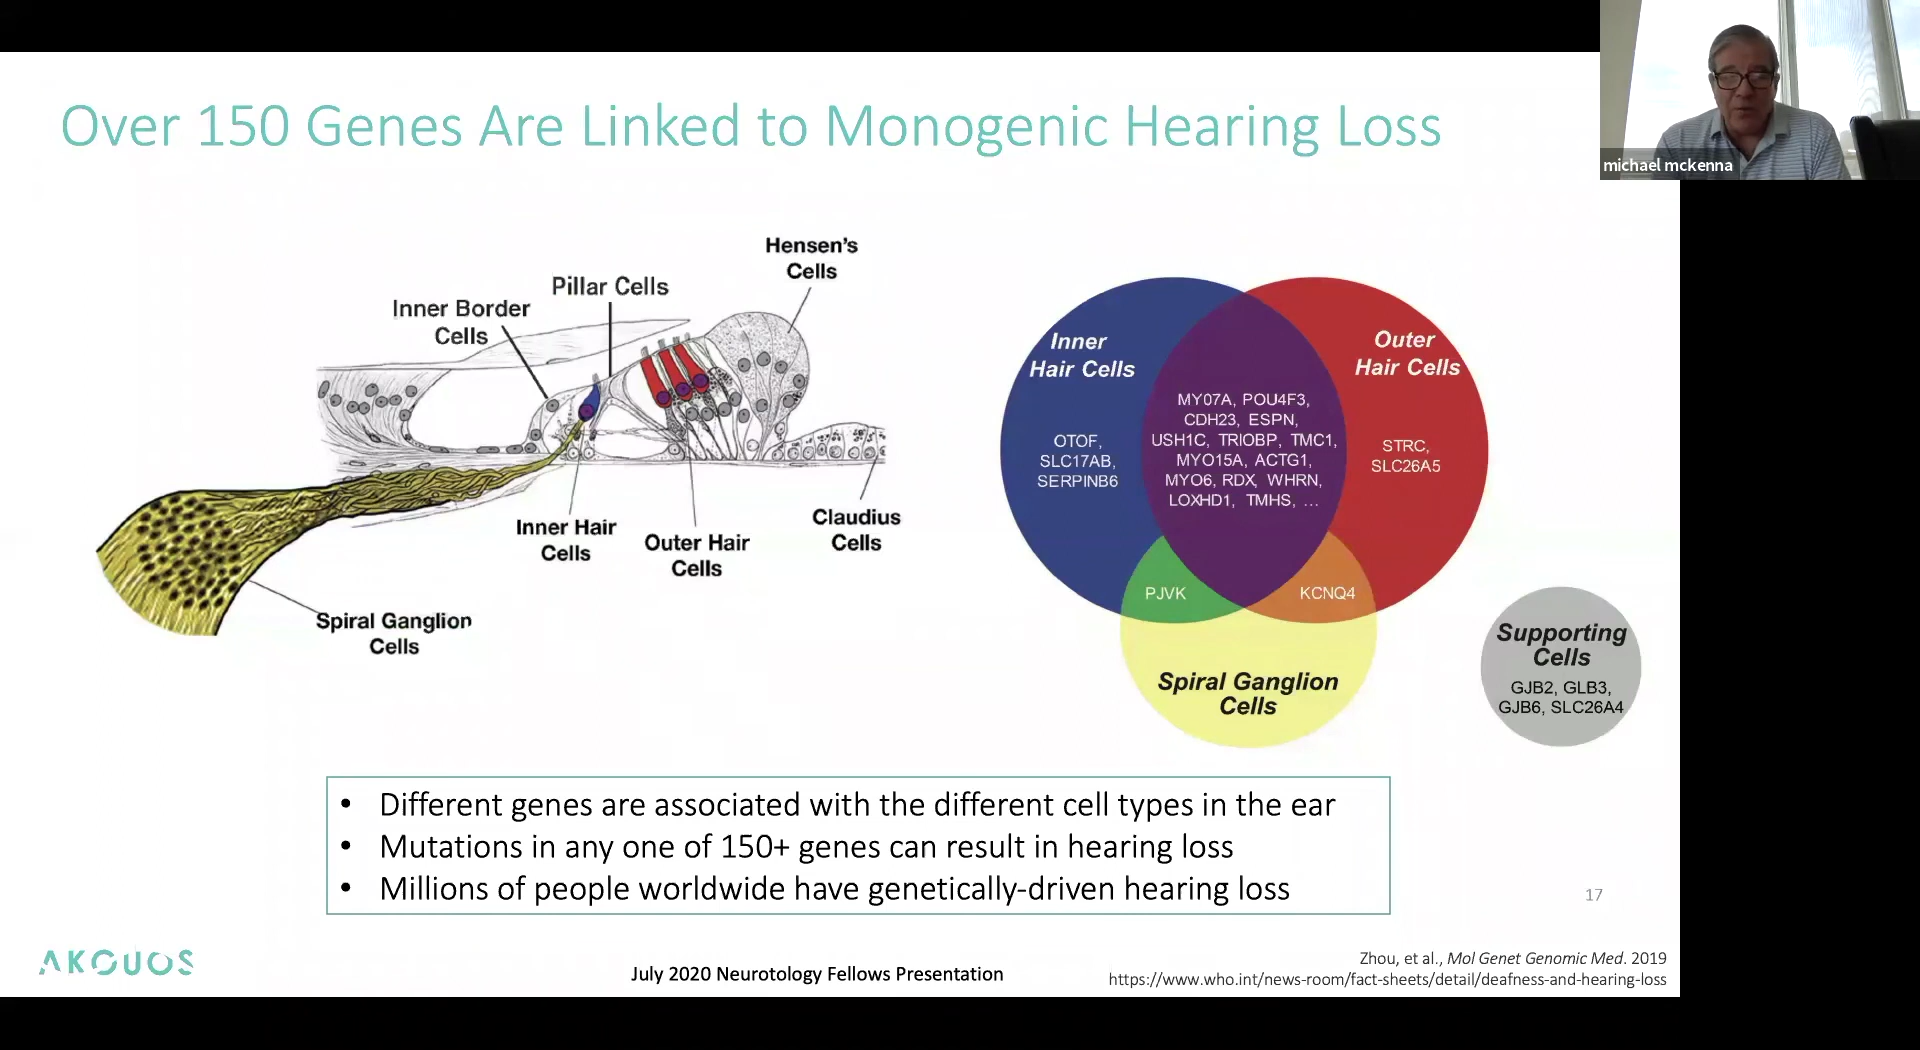 Over 150 Genes Are Linked to Monogenic Hearing Loss
michael mckenna
Hensen's
Cells
Pillar Cells
Inner Border
Cells
Inner Hair
Cells
Outer Hair
Cells
Claudius
Cells
Spiral Ganglion
Cells
Inner
Hair Cells
OTOF,
SLC17AB,
SERPINB6
MY07A, POU4F3,
CDH23, ESPN,
USH1C, TRIOBP, TMC1,
MYO15A, ACTG1,
MYO6, RDX, WHRN,
LOXHD1, TMHS, ...
Outer
Hair Cells
STRC,
SLC26A5
PJVK
KCNQ4
Spiral Ganglion
Cells
Supporting
Cells
GJB2, GLB3,
GJB6, SLC26A4
• Different genes are associated with the different cell types in the ear
• Mutations in any one of 150+ genes can result in hearing loss
• Millions of people worldwide have genetically-driven hearing loss
17
AKOUOS
July 2020 Neurotology Fellows Presentation
Zhou, et al., Mol Genet Genomic Med. 2019
https://www.who.int/news-room/fact-sheets/detail/deafness-and-hearing-loss